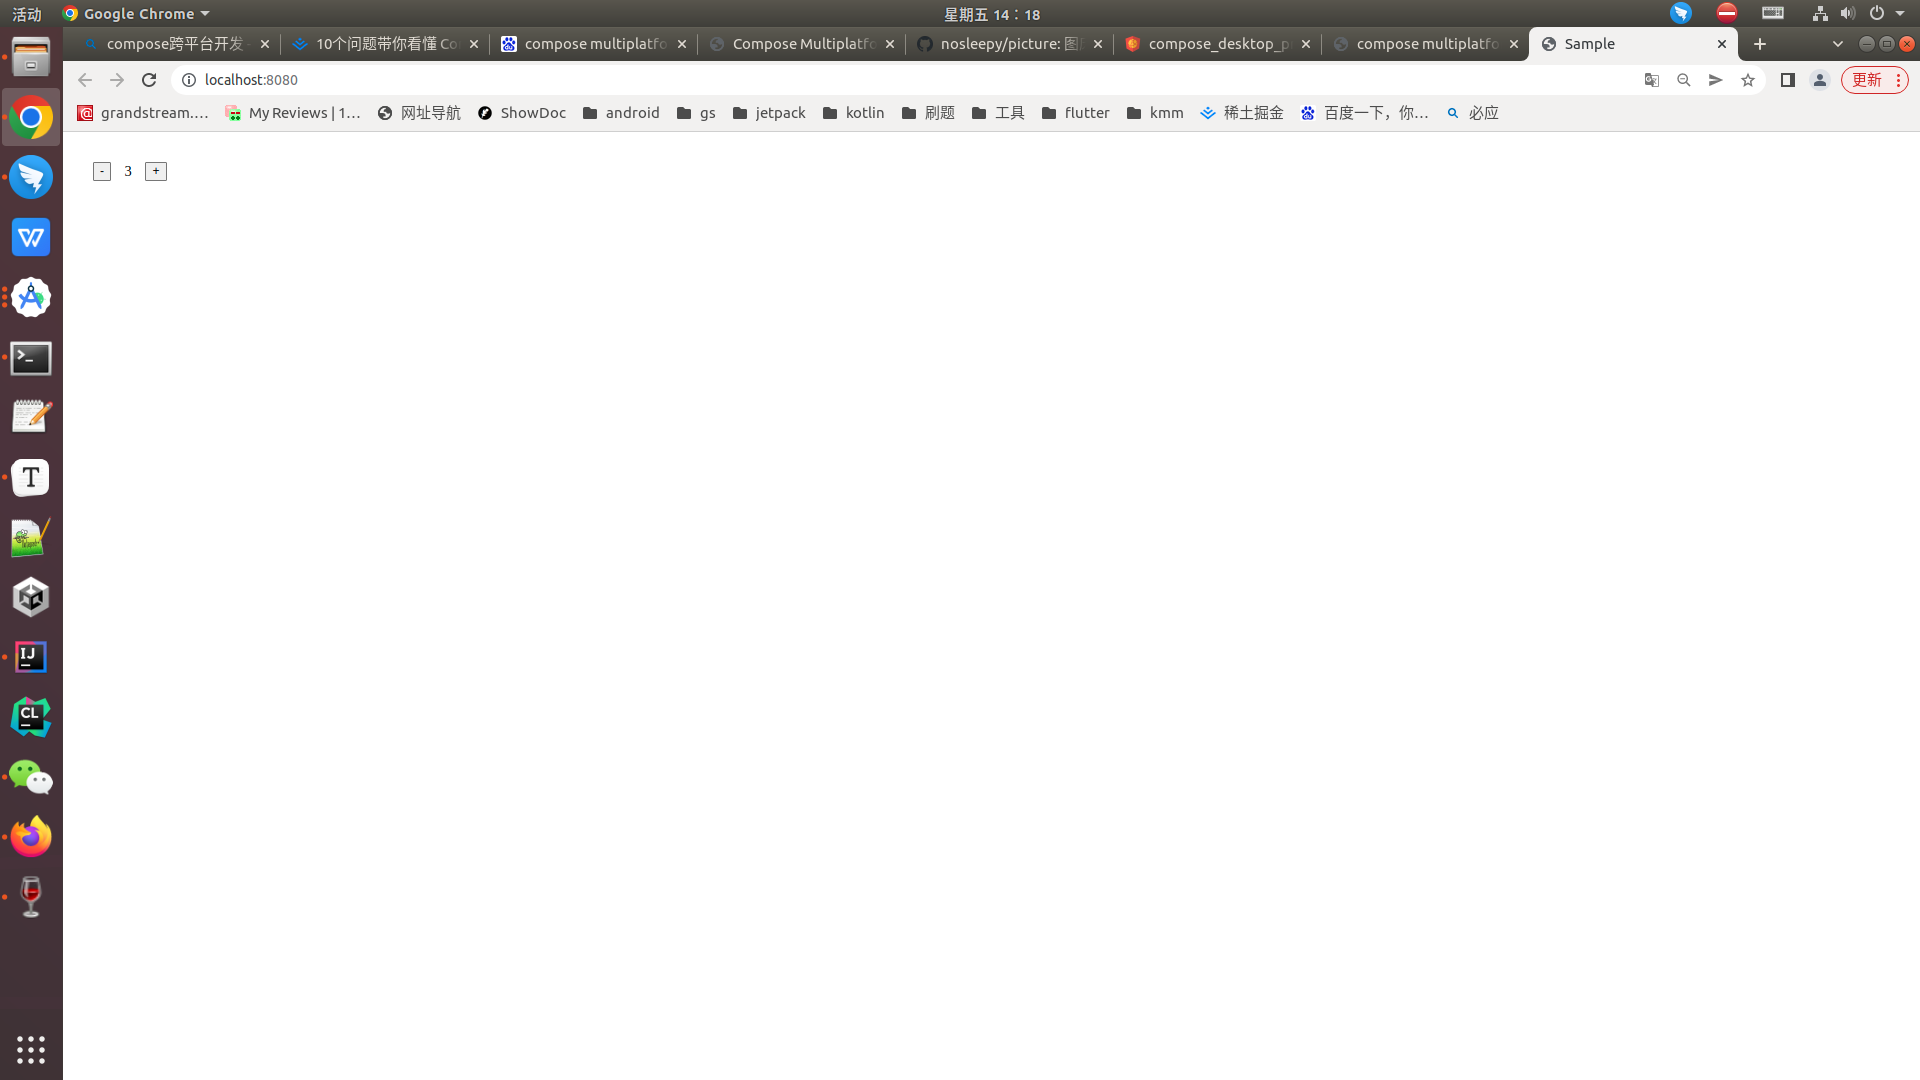 活动 Google Chrome 星期五 14：18
compose跨平台开发 - 10个问题带你看懂 Co compose multiplatfo Compose Multiplatfo nosleepy/picture: 图 compose_desktop_p compose multiplatfo Sample
localhost:8080 更新
grandstream.… My Reviews | 1… 网址导航 ShowDoc android gs jetpack kotlin 刷题 工具 flutter kmm 稀土掘金 百度一下，你… 必应
- 3 +
W
>_
T
IJ
CL